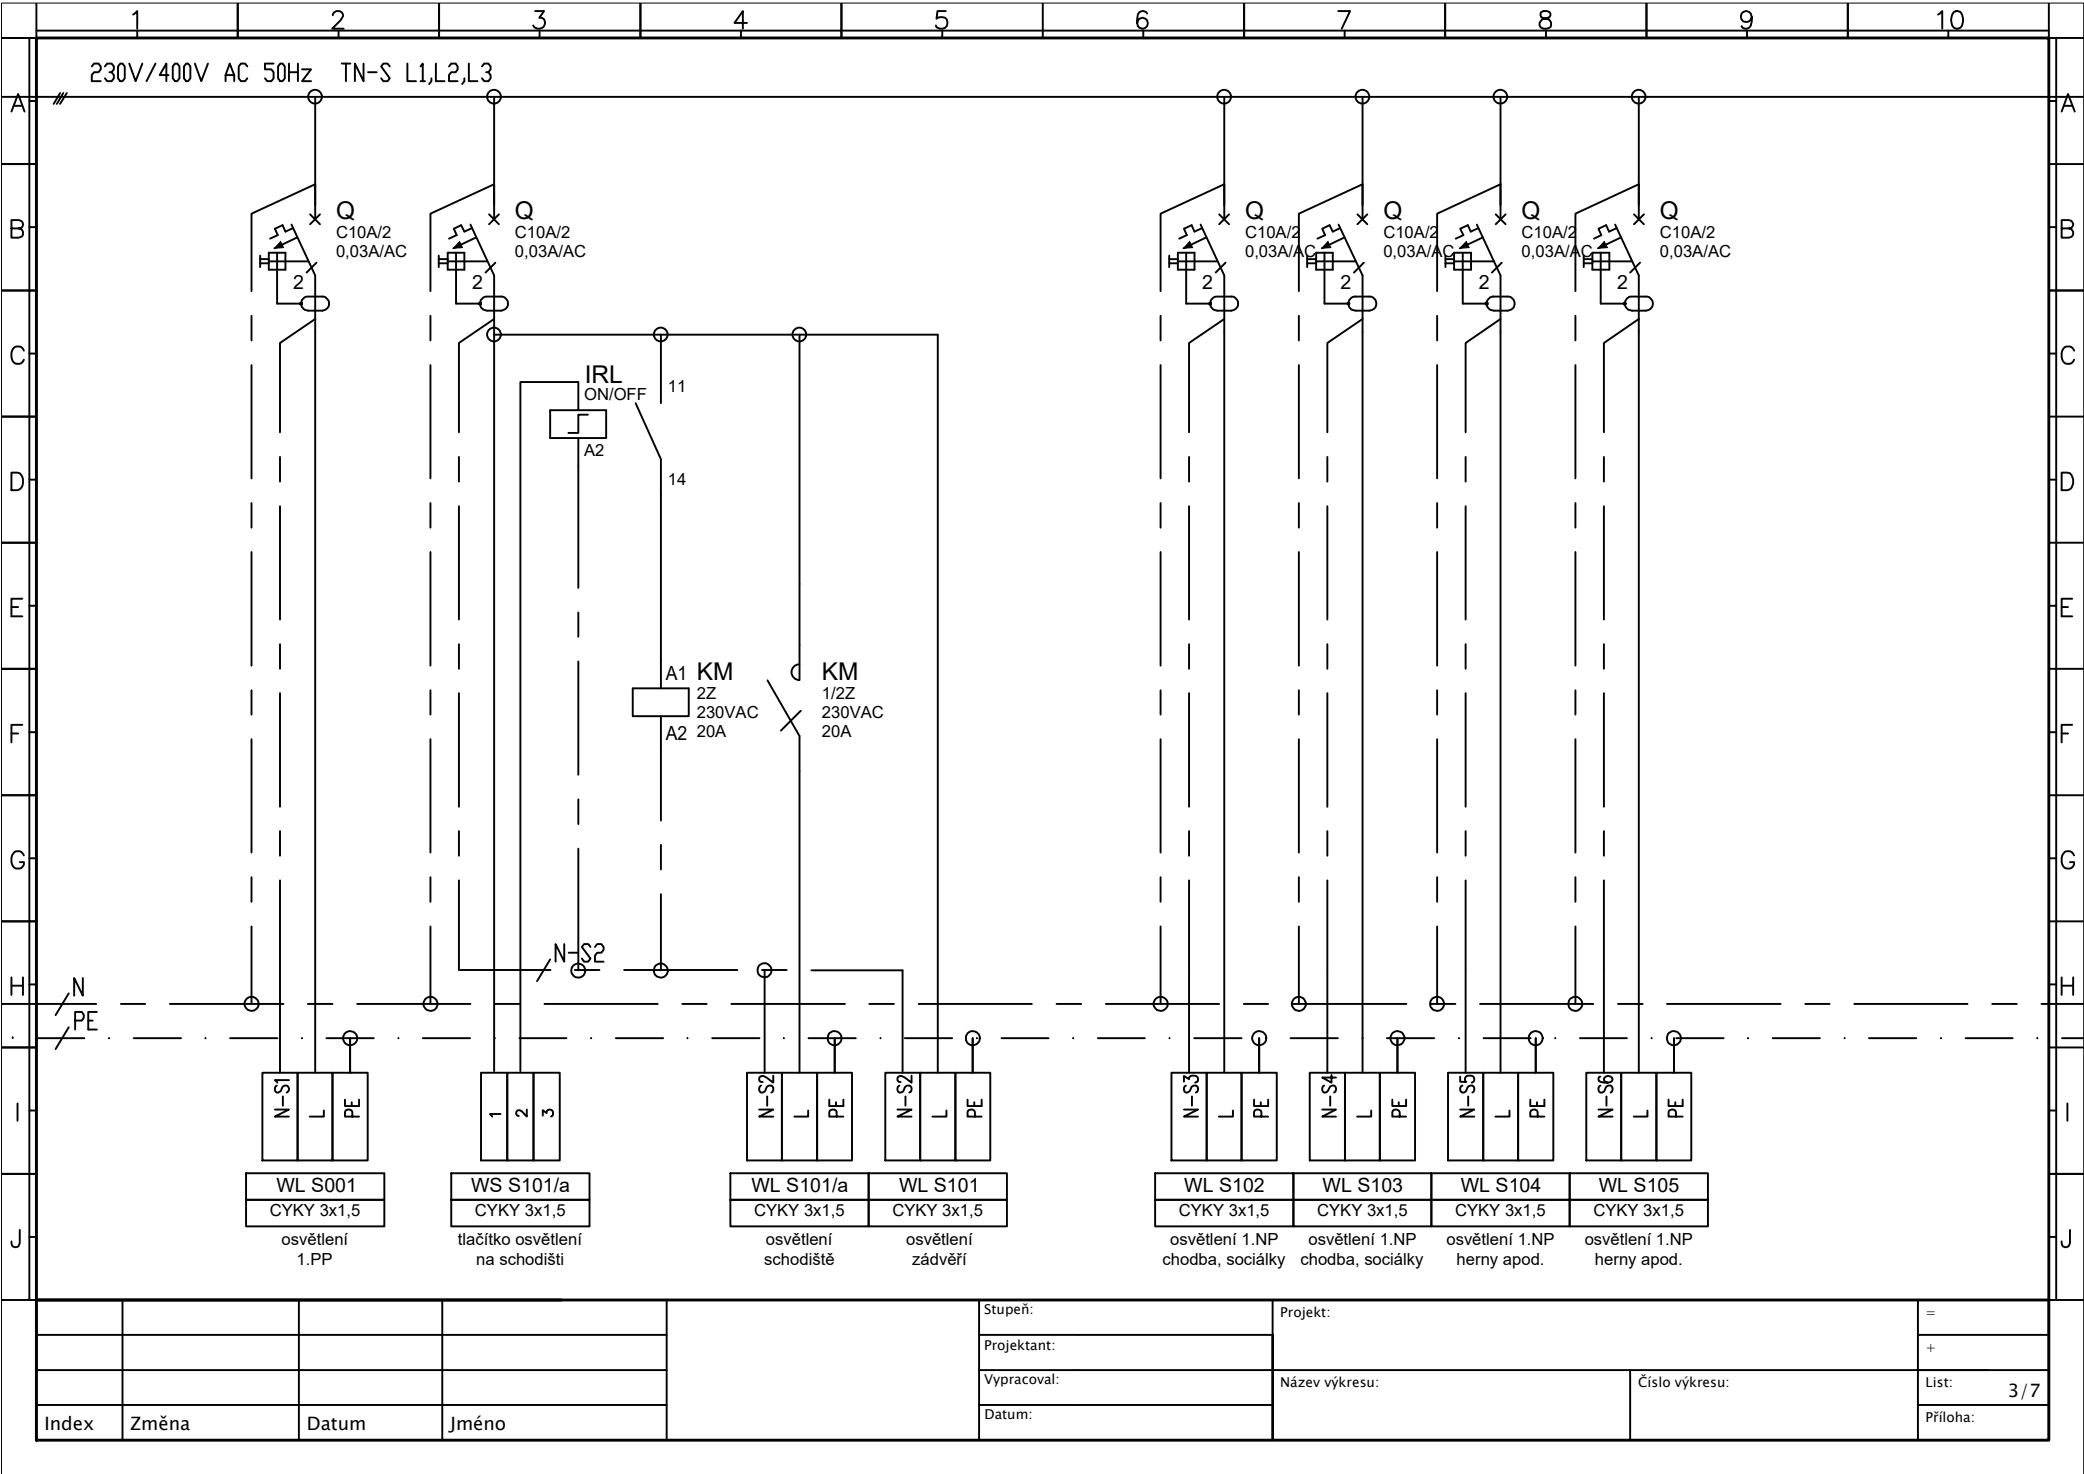 1 2 3 4 5 6 7 8 9 10
230V/400V AC 50Hz TN-S L1,L2,L3
A A
B B
C C
D D
E E
F F
G G
H H
I I
J J
Q
C10A/2
0,03A/AC
2
Q
C10A/2
0,03A/AC
2
Q
C10A/2
0,03A/AC
2
Q
C10A/2
0,03A/AC
2
Q
C10A/2
0,03A/AC
2
Q
C10A/2
0,03A/AC
2
IRL
ON/OFF
A2
11
14
A1 KM
2Z
230VAC
A2 20A
KM
1/2Z
230VAC
20A
N-S2
N
PE
N-S1 L PE
1 2 3
N-S2 L PE
N-S2 L PE
N-S3 L PE
N-S4 L PE
N-S5 L PE
N-S6 L PE
WL S001
CYKY 3x1,5
osvětlení
1.PP
WS S101/a
CYKY 3x1,5
tlačítko osvětlení
na schodišti
WL S101/a
CYKY 3x1,5
osvětlení
schodiště
WL S101
CYKY 3x1,5
osvětlení
zádvěří
WL S102
CYKY 3x1,5
osvětlení 1.NP
chodba, sociálky
WL S103
CYKY 3x1,5
osvětlení 1.NP
chodba, sociálky
WL S104
CYKY 3x1,5
osvětlení 1.NP
herny apod.
WL S105
CYKY 3x1,5
osvětlení 1.NP
herny apod.
Index Změna Datum Jméno
Stupeň:
Projektant:
Vypracoval:
Datum:
Projekt:
Název výkresu:
Číslo výkresu:
=
+
List: 3/7
Příloha: